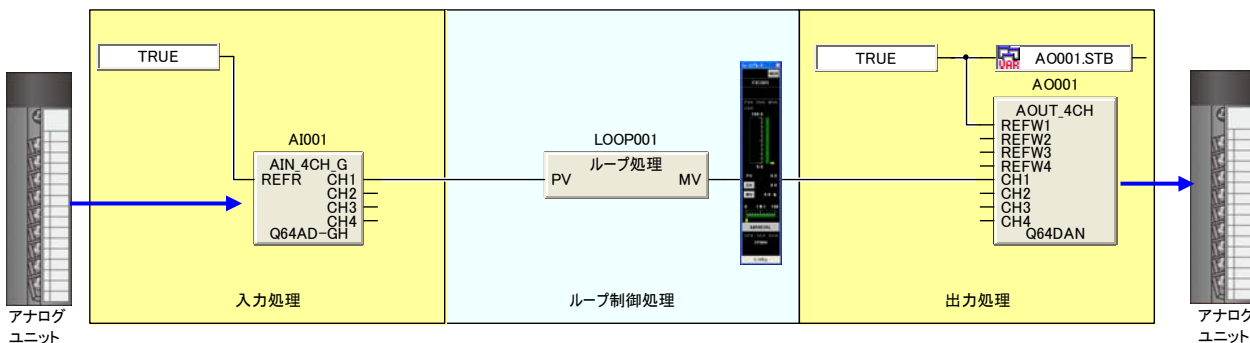 TRUE
AI001
AIN_4CH_G
REFR CH1
CH2
CH3
CH4
Q64AD-GH
入力処理
アナログ
ユニット
LOOP001
ループ処理
PV MV
ループ制御処理
TRUE
VAR
AO001.STB
AO001
AOUT_4CH
REFW1
REFW2
REFW3
REFW4
CH1
CH2
CH3
CH4
Q64DAN
出力処理
アナログ
ユニット